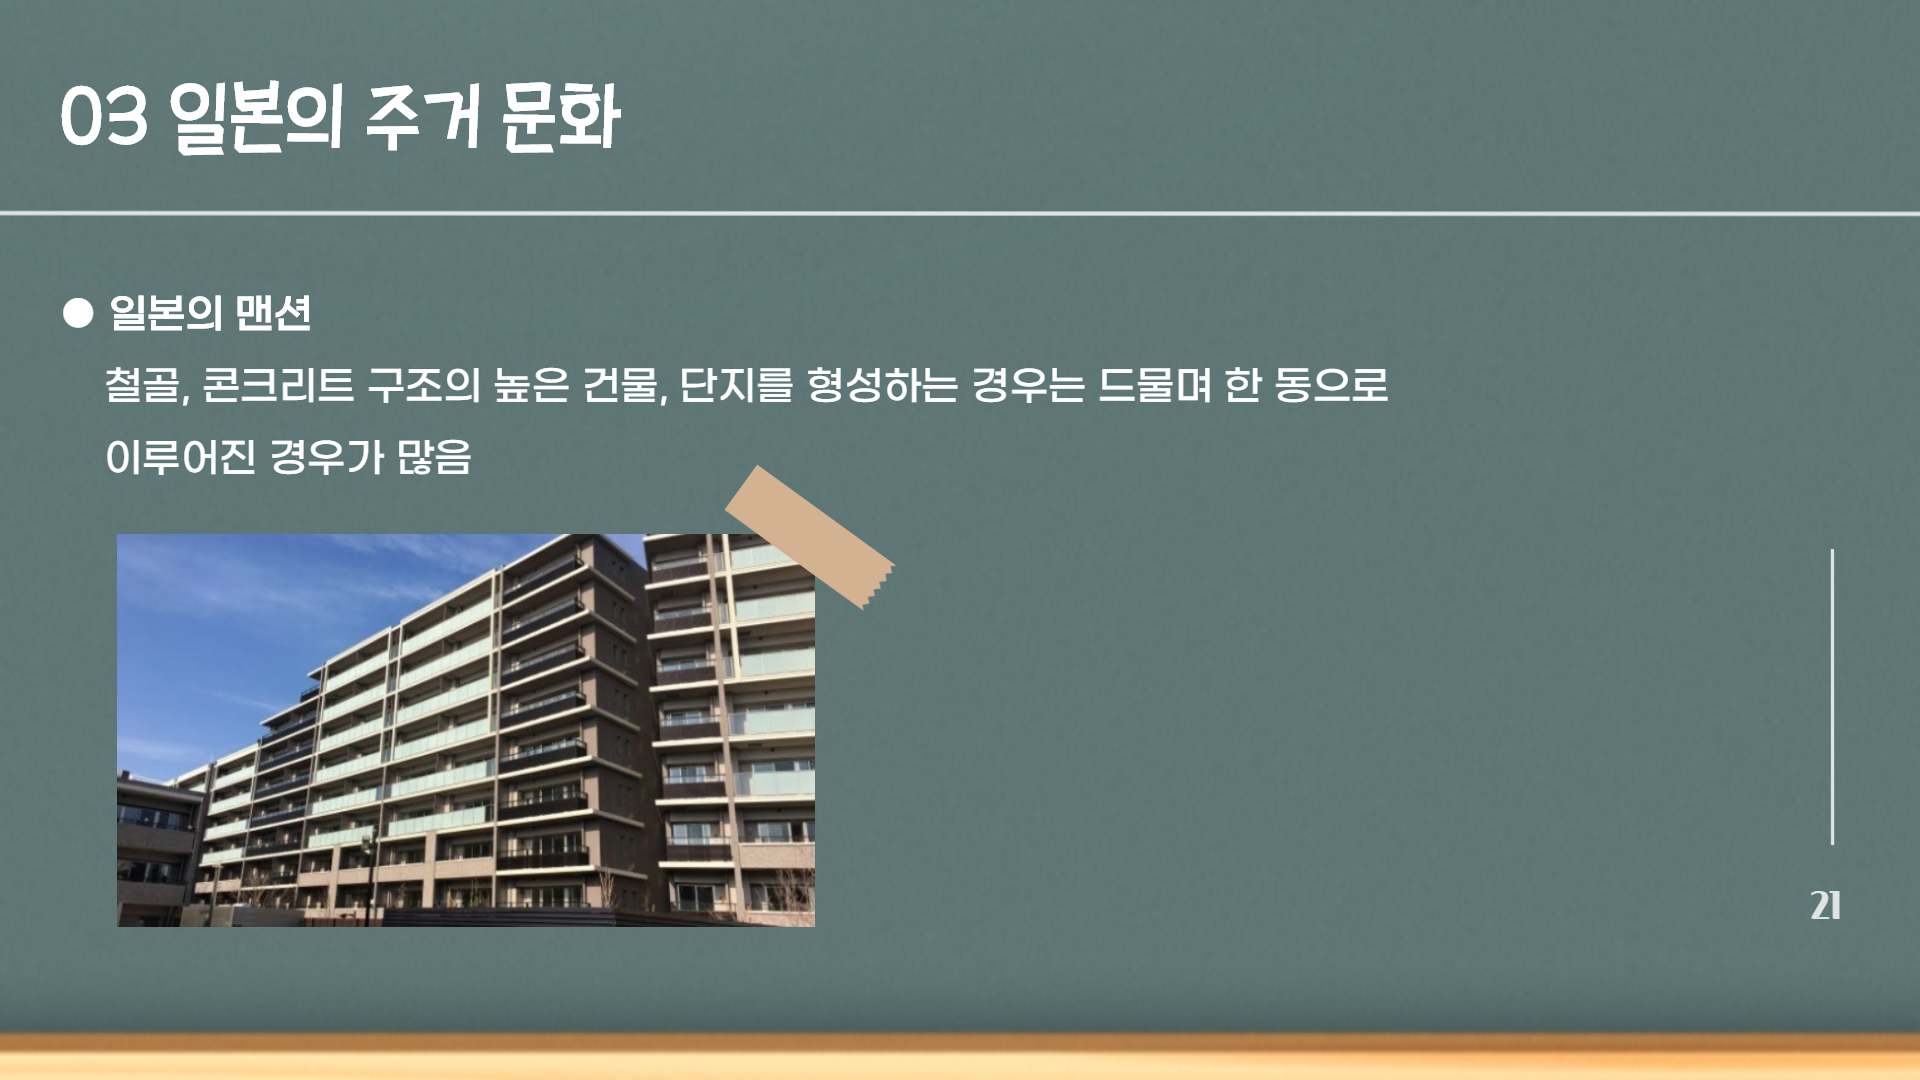 03 일본의 주거 문화
● 일본의 맨션
철골, 콘크리트 구조의 높은 건물, 단지를 형성하는 경우는 드물며 한 동으로
이루어진 경우가 많음
21